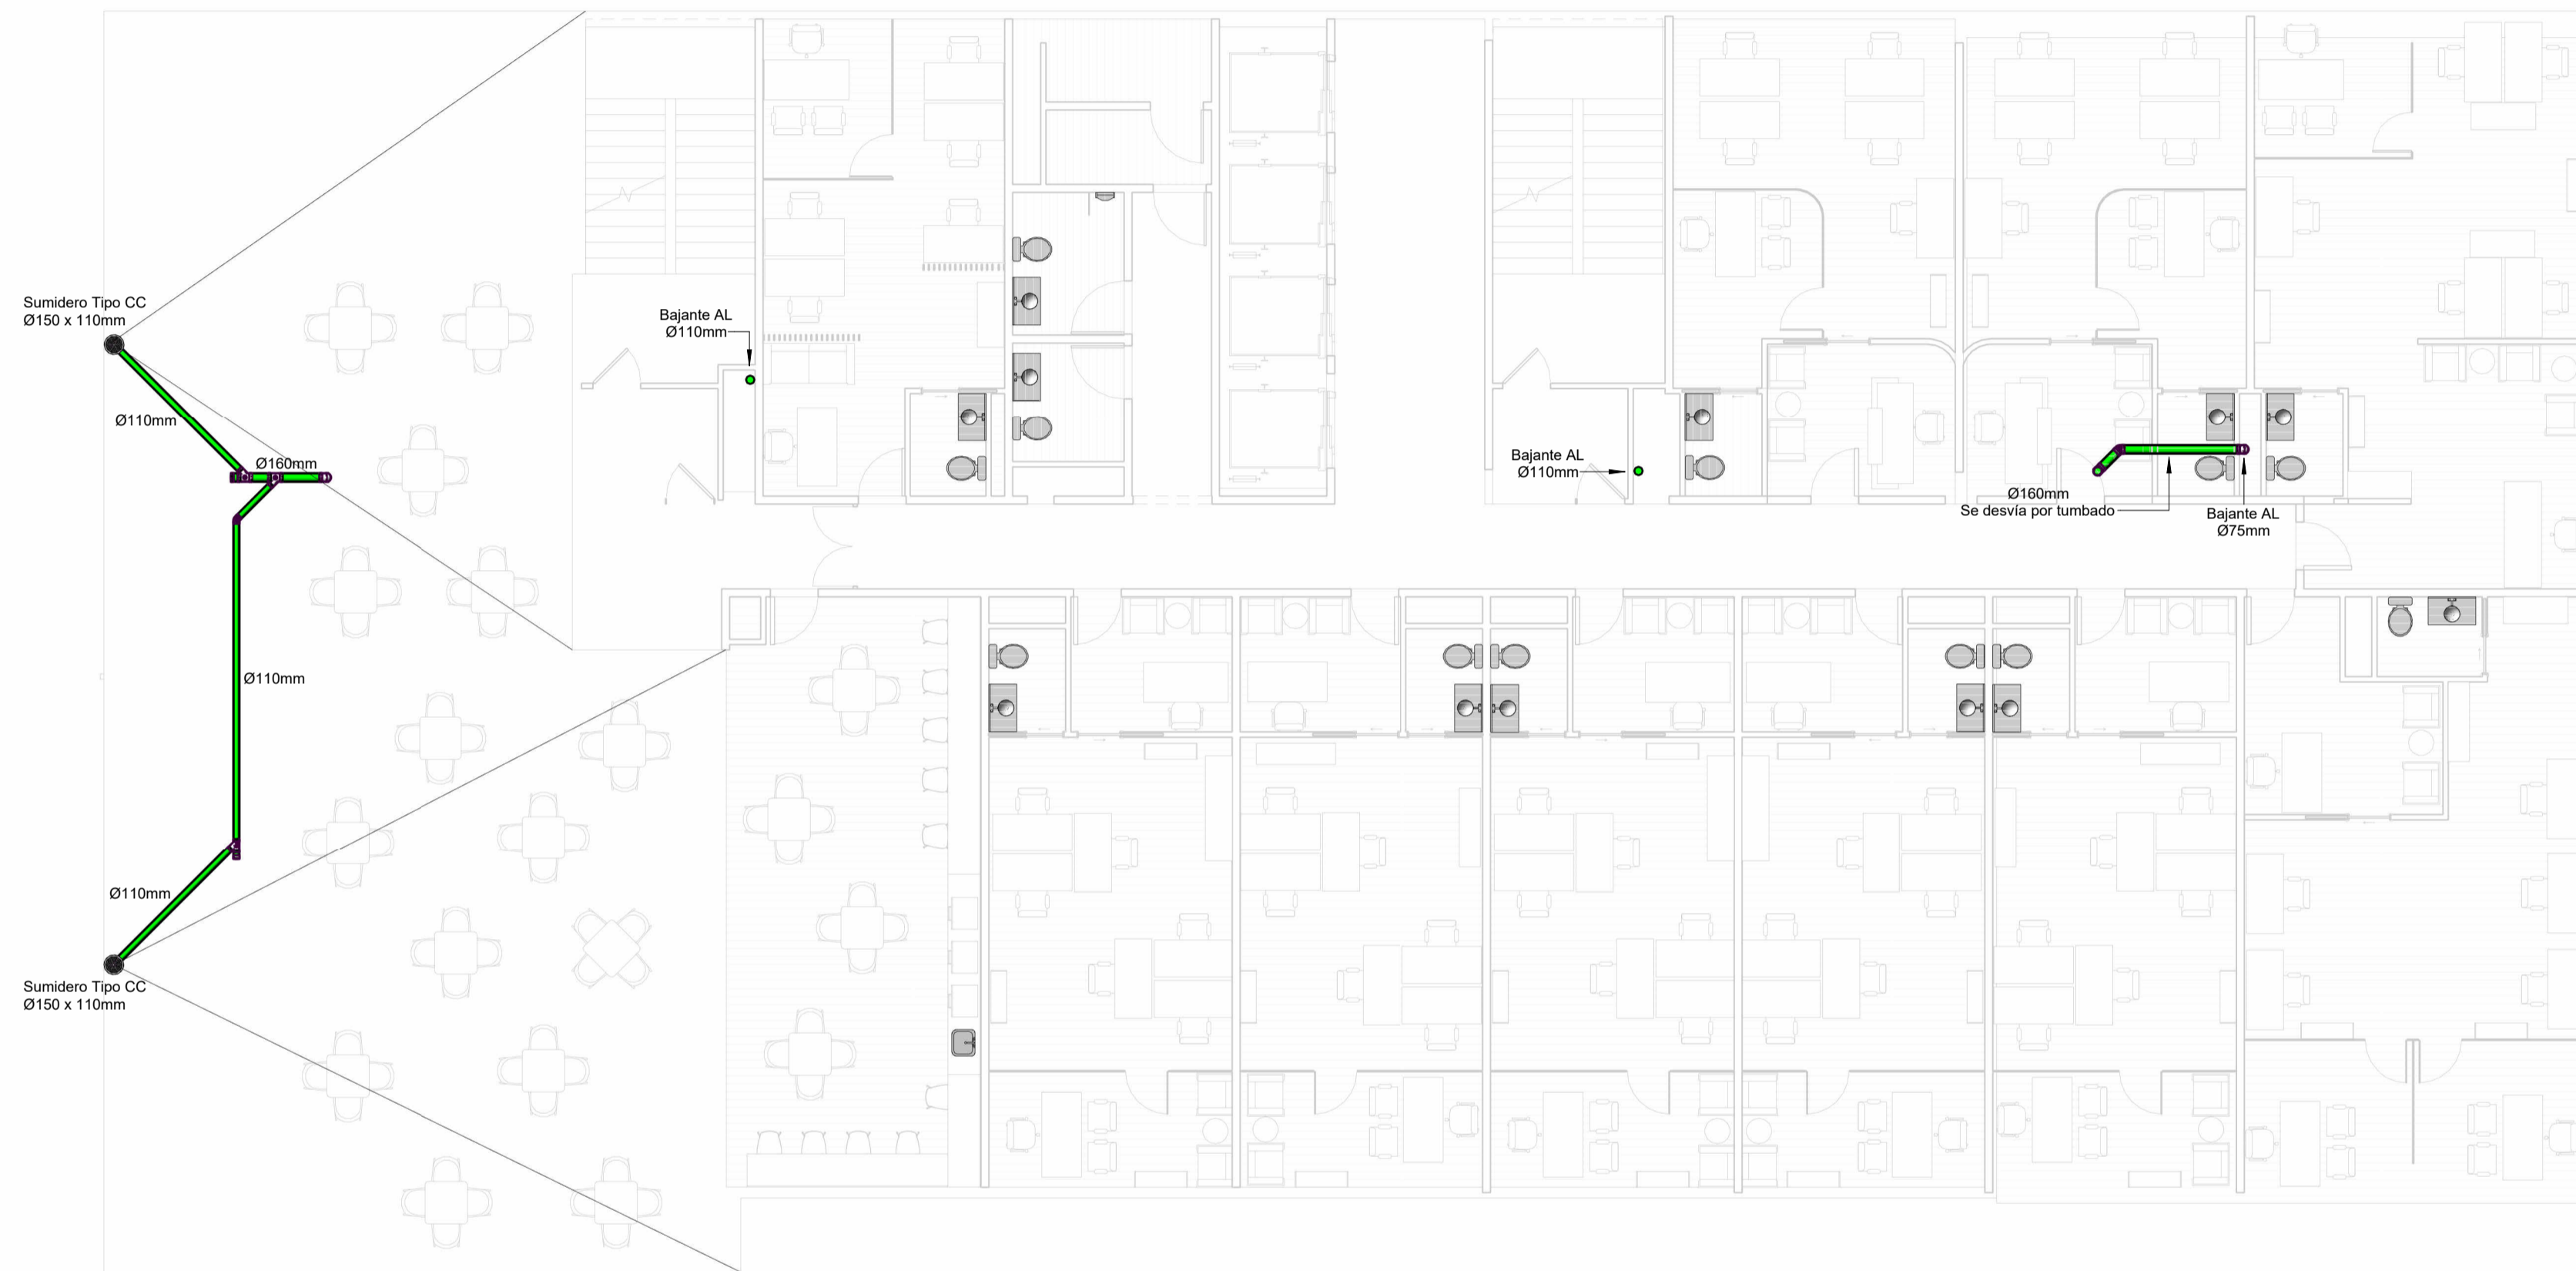 Sumidero Tipo CC
Ø150 x 110mm
Bajante AL
Ø110mm
Ø110mm
Ø160mm
Bajante AL
Ø110mm
Ø160mm
Se desvía por tumbado
Bajante AL
Ø75mm
Ø110mm
Ø110mm
Sumidero Tipo CC
Ø150 x 110mm